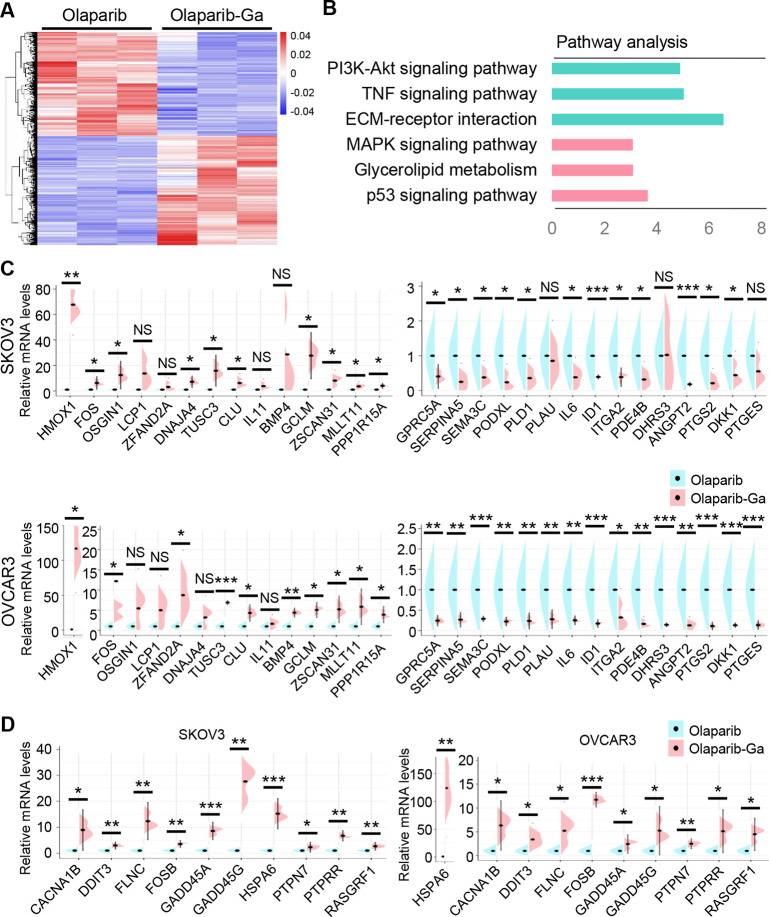 A
Olaparib Olaparib-Ga
0.04
0.02
0
-0.02
-0.04
B
Pathway analysis
PI3K-Akt signaling pathway
TNF signaling pathway
ECM-receptor interaction
MAPK signaling pathway
Glycerolipid metabolism
p53 signaling pathway
0 2 4 6 8
C
SKOV3
Relative mRNA levels
80
60
40
20
0
** * * NS NS * * * NS NS * * * *
HMOX1 FOS OSGIN1 LCP1 ZFAND2A DNAJA4 TUSC3 CLU IL11 BMP4 GCLM ZSCAN31 MLLT11 PPP1R15A
3
2
1
0
* * * * * NS * *** * * NS *** * * NS
GPRC5A SERPINA5 SEMA3C PODXL PLD1 PLAU IL6 ID1 ITGA2 PDE4B DHRS3 ANGPT2 PTGS2 DKK1 PTGES
Olaparib
Olaparib-Ga
OVCAR3
Relative mRNA levels
150
100
50
0
*
HMOX1
25
20
15
10
5
0
* NS NS * NS *** * NS ** * * * *
FOS OSGIN1 LCP1 ZFAND2A DNAJA4 TUSC3 CLU IL11 BMP4 GCLM ZSCAN31 MLLT11 PPP1R15A
2.5
2.0
1.5
1.0
0.5
0
** ** *** ** ** ** ** *** * ** *** ** *** *** ***
GPRC5A SERPINA5 SEMA3C PODXL PLD1 PLAU IL6 ID1 ITGA2 PDE4B DHRS3 ANGPT2 PTGS2 DKK1 PTGES
D
SKOV3
Relative mRNA levels
40
30
20
10
0
* ** ** ** *** ** *** * ** **
CACNA1B DDIT3 FLNC FOSB GADD45A GADD45G HSPA6 PTPN7 PTPRR RASGRF1
OVCAR3
Olaparib
Olaparib-Ga
Relative mRNA levels
150
100
50
0
**
HSPA6
20
15
10
5
0
* * * *** * * ** * *
CACNA1B DDIT3 FLNC FOSB GADD45A GADD45G PTPN7 PTPRR RASGRF1